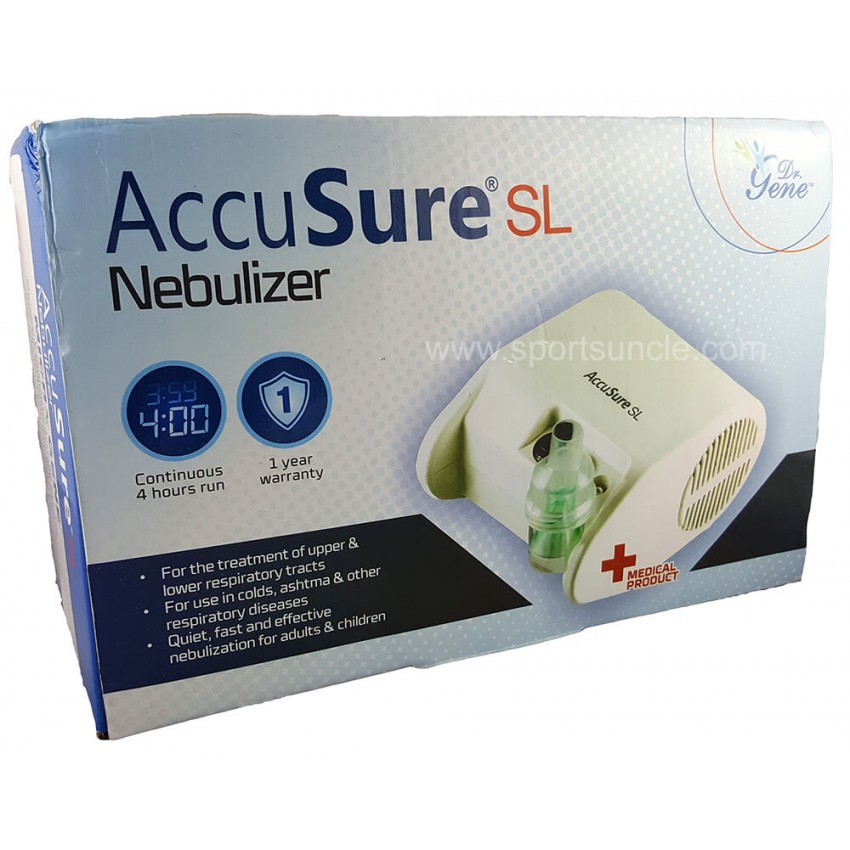 AccuSure® SL
Nebulizer
Dr.
Gene™
www.sportsuncle.com
3:59
4:00
1
Continuous
4 hours run
1 year
warranty
AccuSure SL
MEDICAL
PRODUCT
• For the treatment of upper &
lower respiratory tracts
• For use in colds, ashtma & other
respiratory diseases
• Quiet, fast and effective
nebulization for adults & children
AccuSure